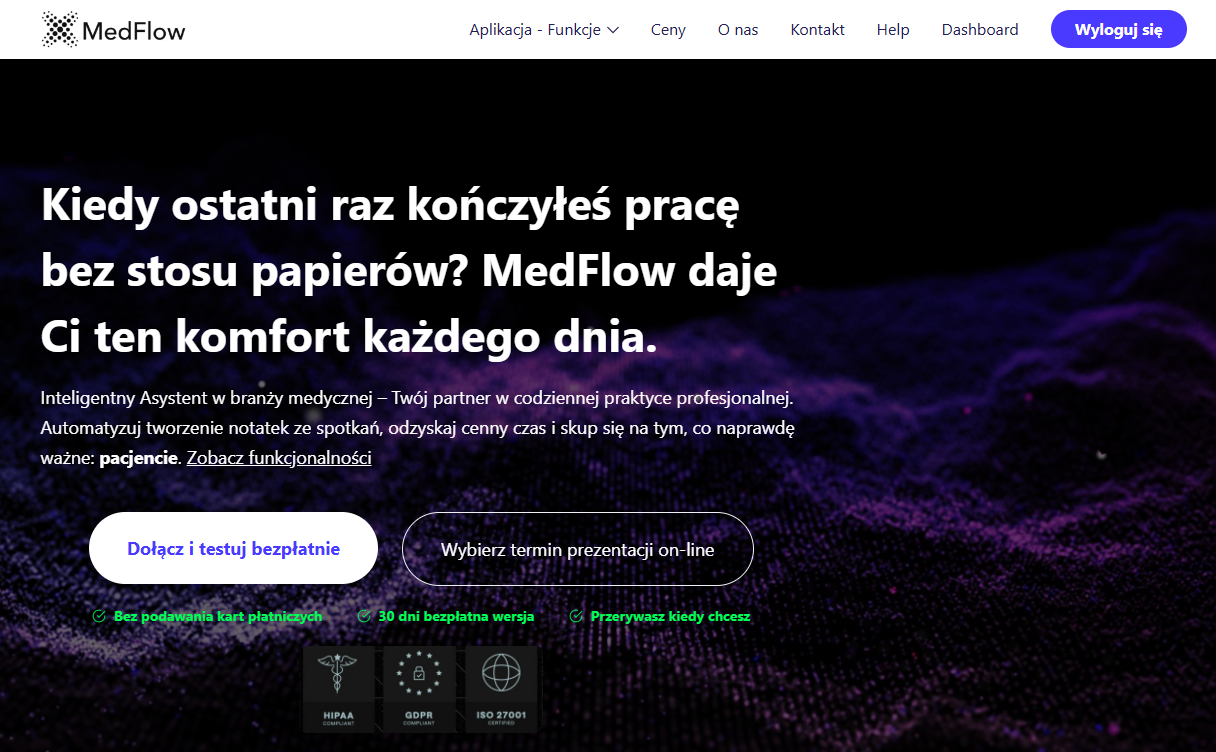 MedFlow
Aplikacja - Funkcje
Ceny
O nas
Kontakt
Help
Dashboard
Wyloguj się
Kiedy ostatni raz kończyłeś pracę
bez stosu papierów? MedFlow daje
Ci ten komfort każdego dnia.
Inteligentny Asystent w branży medycznej – Twój partner w codziennej praktyce profesjonalnej.
Automatyzuj tworzenie notatek ze spotkań, odzyskaj cenny czas i skup się na tym, co naprawdę
ważne: pacjencie. Zobacz funkcjonalności
Dołącz i testuj bezpłatnie
Wybierz termin prezentacji on-line
Bez podawania kart płatniczych
30 dni bezpłatna wersja
Przerywasz kiedy chcesz
HIPAA
COMPLIANT
GDPR
COMPLIANT
ISO 27001
CERTIFIED